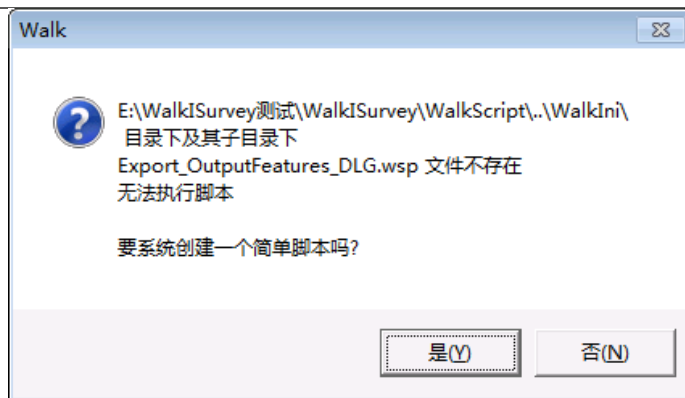 Walk
E:\WalkISurvey测试\WalkISurvey\WalkScript\..\WalkIni\
目录下及其子目录下
Export_OutputFeatures_DLG.wsp 文件不存在
无法执行脚本
要系统创建一个简单脚本吗?
是(Y)
否(N)